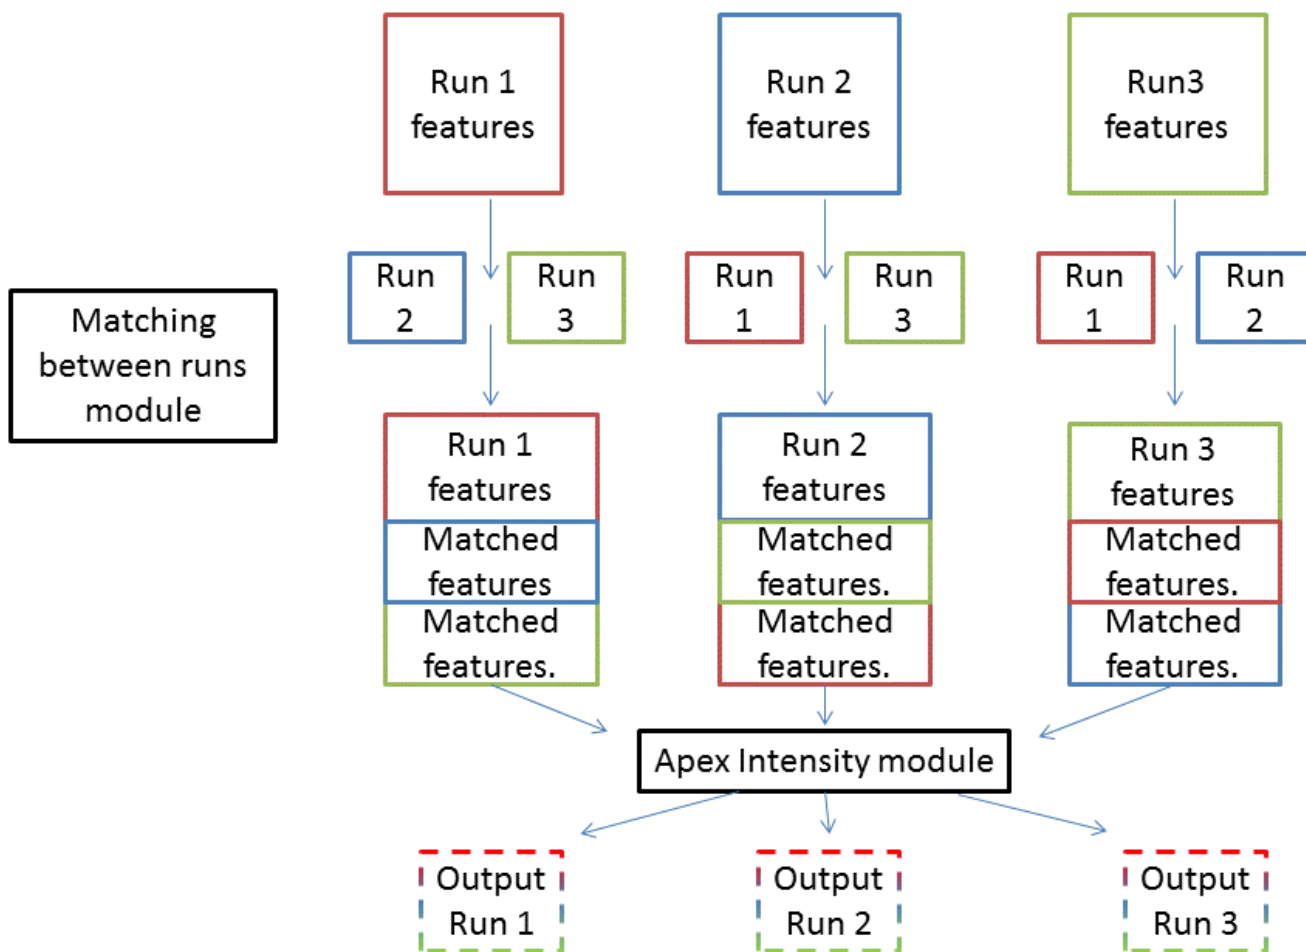 Run 1
features
Run 2
features
Run3
features
Matching
between runs
module
Run
2
Run
3
Run
1
Run
3
Run
1
Run
2
Run 1
features
Matched
features
Matched
features.
Run 2
features
Matched
features.
Matched
features.
Run 3
features
Matched
features.
Matched
features.
Apex Intensity module
Output
Run 1
Output
Run 2
Output
Run 3